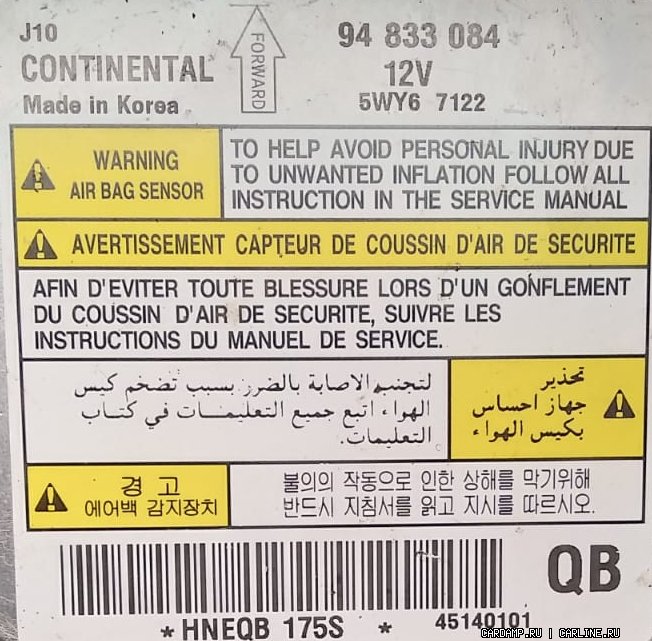 J10
FORWARD
94 833 084
CONTINENTAL
12V
Made in Korea
5WY6 7122
WARNING
AIR BAG SENSOR
TO HELP AVOID PERSONAL INJURY DUE
TO UNWANTED INFLATION FOLLOW ALL
INSTRUCTION IN THE SERVICE MANUAL
AVERTISSEMENT CAPTEUR DE COUSSIN D'AIR DE SECURITE
AFIN D'EVITER TOUTE BLESSURE LORS D'UN GONFLEMENT
DU COUSSIN D'AIR DE SECURITE, SUIVRE LES
INSTRUCTIONS DU MANUEL DE SERVICE.
تحذير
جهاز احساس
بكيس الهواء
لتجنب الاصابة بالضرر بسبب تضخم كيس
الهواء اتبع جميع التعليمات في كتاب
التعليمات.
경 고
에어백 감지장치
불의의 작동으로 인한 상해를 막기위해
반드시 지침서를 읽고 지시를 따르시오.
QB
*HNEQB 175S *
45140101
CARDAMP.RU | CARLINE.RU